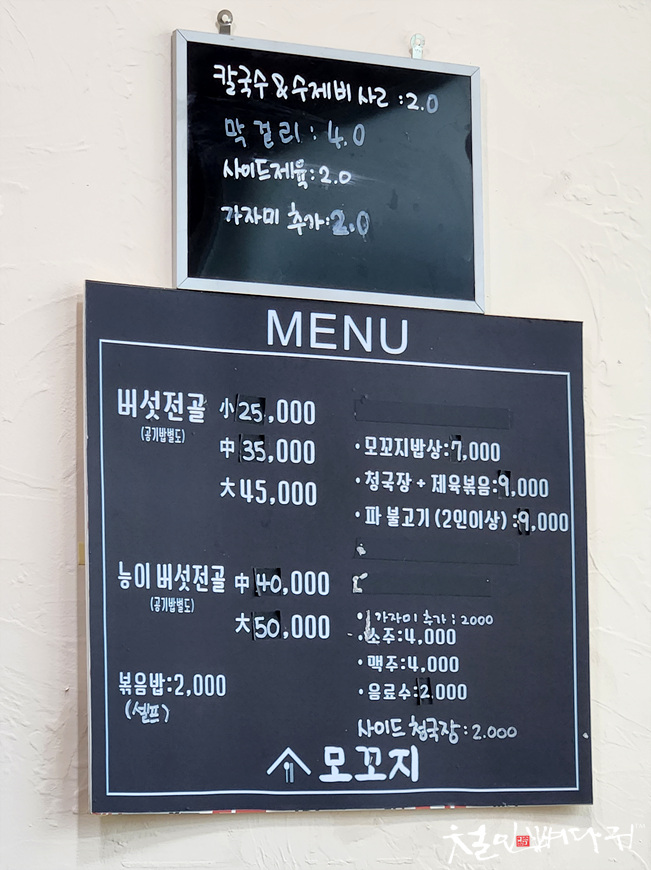 칼국수&수제비 사리 : 2.0
막걸리 : 4.0
사이드제육:2.0
가자미 추가:2.0
MENU
버섯전골 小 25,000
(공기밥별도)
中 35,000
大 45,000
능이 버섯전골 中 40,000
(공기밥별도)
大 50,000
볶음밥:2,000
(셀프)
·모꼬지밥상:7,000
·청국장 + 제육볶음:9,000
·파 불고기 (2인이상) :9,000
가자미 추가 : 2000
·소주:4,000
·맥주:4,000
·음료수:2,000
사이드 청국장 : 2.000
모꼬지